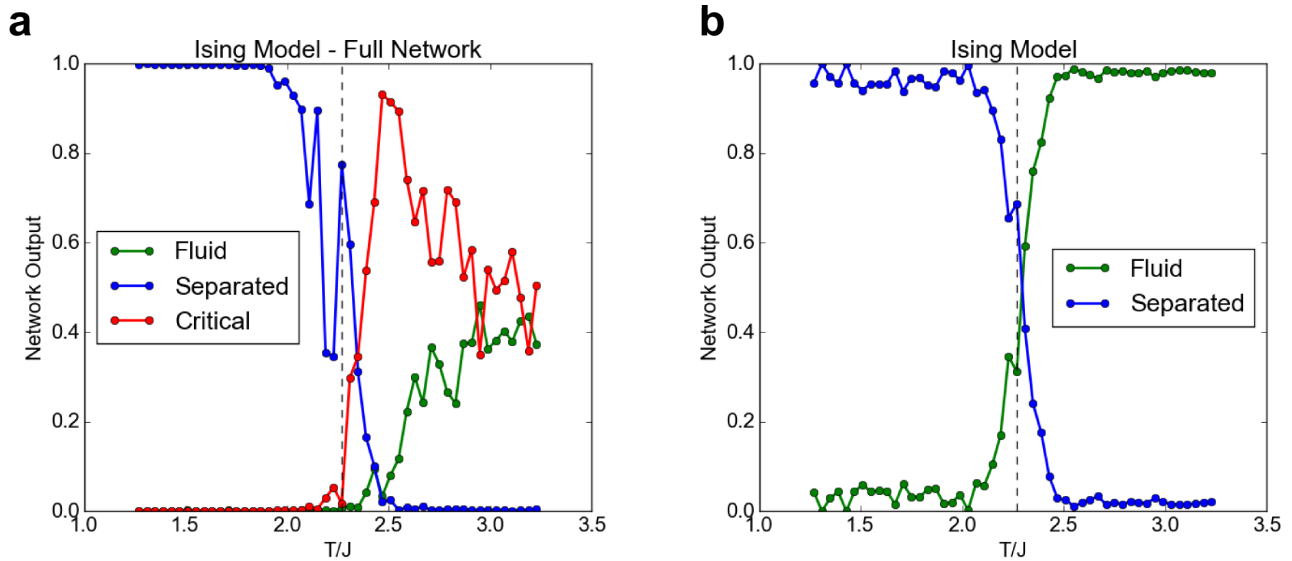 a
Ising Model - Full Network
1.0
0.8
0.6
0.4
0.2
0.0
Network Output
Fluid
Separated
Critical
1.0 1.5 2.0 2.5 3.0 3.5
T/J
b
Ising Model
1.0
0.8
0.6
0.4
0.2
0.0
Network Output
Fluid
Separated
1.0 1.5 2.0 2.5 3.0 3.5
T/J